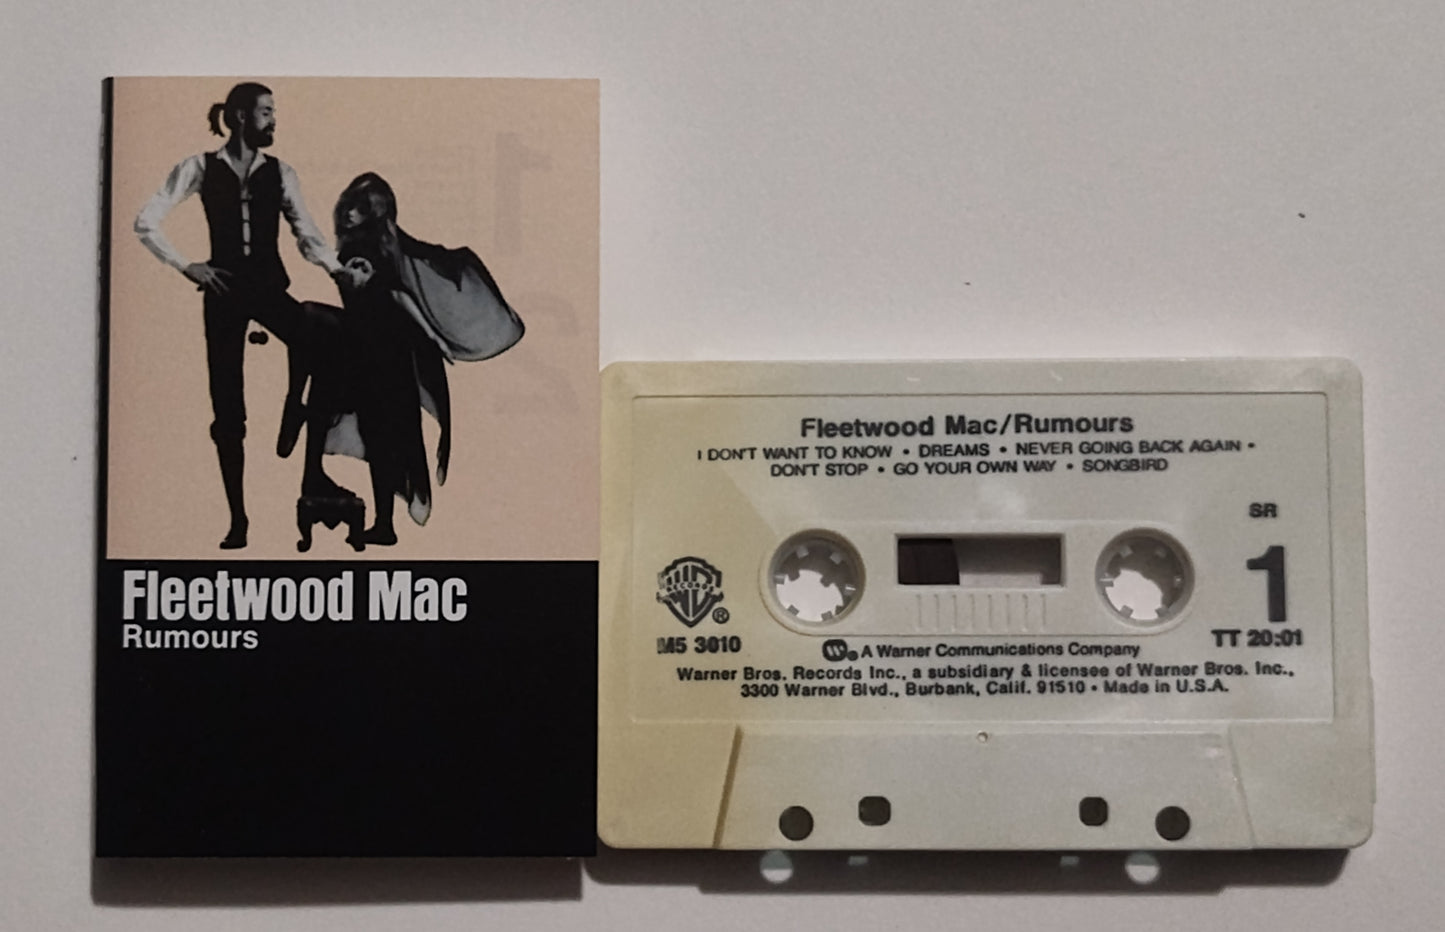 Fleetwood Mac
Rumours
Fleetwood Mac/Rumours
I DON'T WANT TO KNOW • DREAMS • NEVER GOING BACK AGAIN •
DON'T STOP • GO YOUR OWN WAY • SONGBIRD
SR
1
RECORDS
®
M5 3010
TT 20:01
A Warner Communications Company
Warner Bros. Records Inc., a subsidiary & licensee of Warner Bros. Inc.,
3300 Warner Blvd., Burbank, Calif. 91510 • Made in U.S.A.